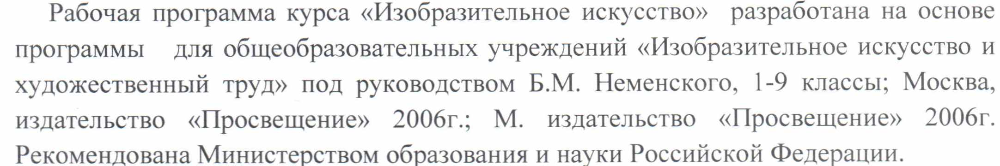 Рабочая программа курса «Изобразительное искусство» разработана на основе
программы для общеобразовательных учреждений «Изобразительное искусство и
художественный труд» под руководством Б.М. Неменского, 1-9 классы; Москва,
издательство «Просвещение» 2006г.; М. издательство «Просвещение» 2006г.
Рекомендована Министерством образования и науки Российской Федерации.